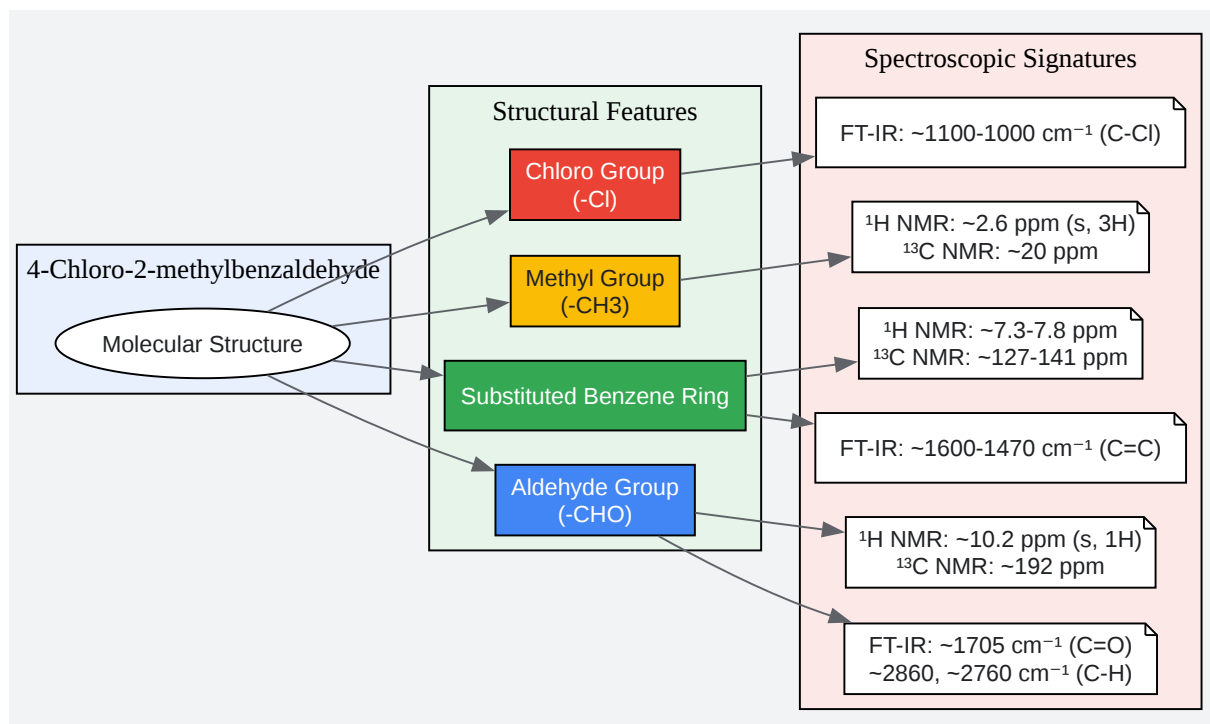 4-Chloro-2-methylbenzaldehyde
Molecular Structure
Structural Features
Chloro Group
(-Cl)
Methyl Group
(-CH3)
Substituted Benzene Ring
Aldehyde Group
(-CHO)
Spectroscopic Signatures
FT-IR: ~1100-1000 cm⁻¹ (C-Cl)
¹H NMR: ~2.6 ppm (s, 3H)
¹³C NMR: ~20 ppm
¹H NMR: ~7.3-7.8 ppm
¹³C NMR: ~127-141 ppm
FT-IR: ~1600-1470 cm⁻¹ (C=C)
¹H NMR: ~10.2 ppm (s, 1H)
¹³C NMR: ~192 ppm
FT-IR: ~1705 cm⁻¹ (C=O)
~2860, ~2760 cm⁻¹ (C-H)